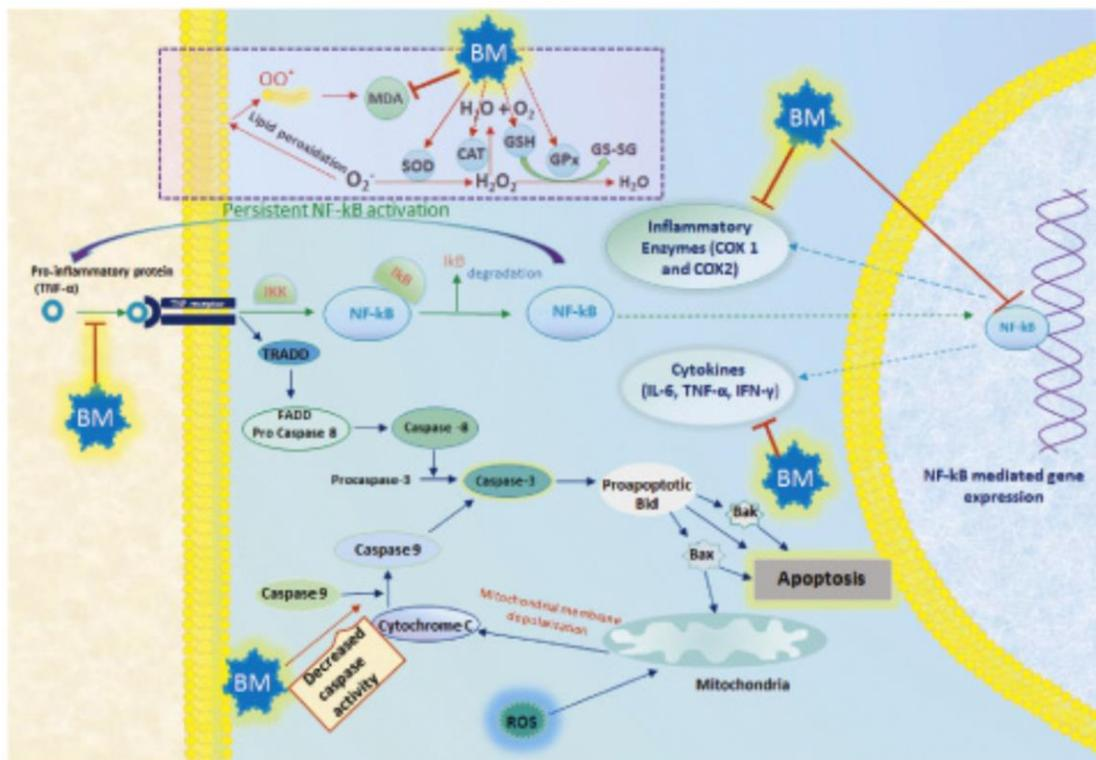 BM
OO•
MDA
H₂O + O₂
Lipid peroxidation
SOD
CAT
GSH
GPx
GS-SG
O₂⁻
H₂O₂
H₂O
Persistent NF-kB activation
Pro-inflammatory protein
(TNF-α)
TNF receptor
IKK
IkB
NF-kB
IkB
degradation
NF-kB
BM
TRADD
FADD
Pro Caspase 8
Caspase -8
Procaspase-3
Caspase-3
Proapoptotic
Bid
Bak
Bax
Apoptosis
Caspase 9
Caspase 9
Cytochrome C
Mitochondrial membrane
depolarization
Mitochondria
ROS
BM
Decreased
caspase
activity
BM
Inflammatory
Enzymes (COX 1
and COX2)
Cytokines
(IL-6, TNF-α, IFN-γ)
BM
NF-kB
NF-kB mediated gene
expression